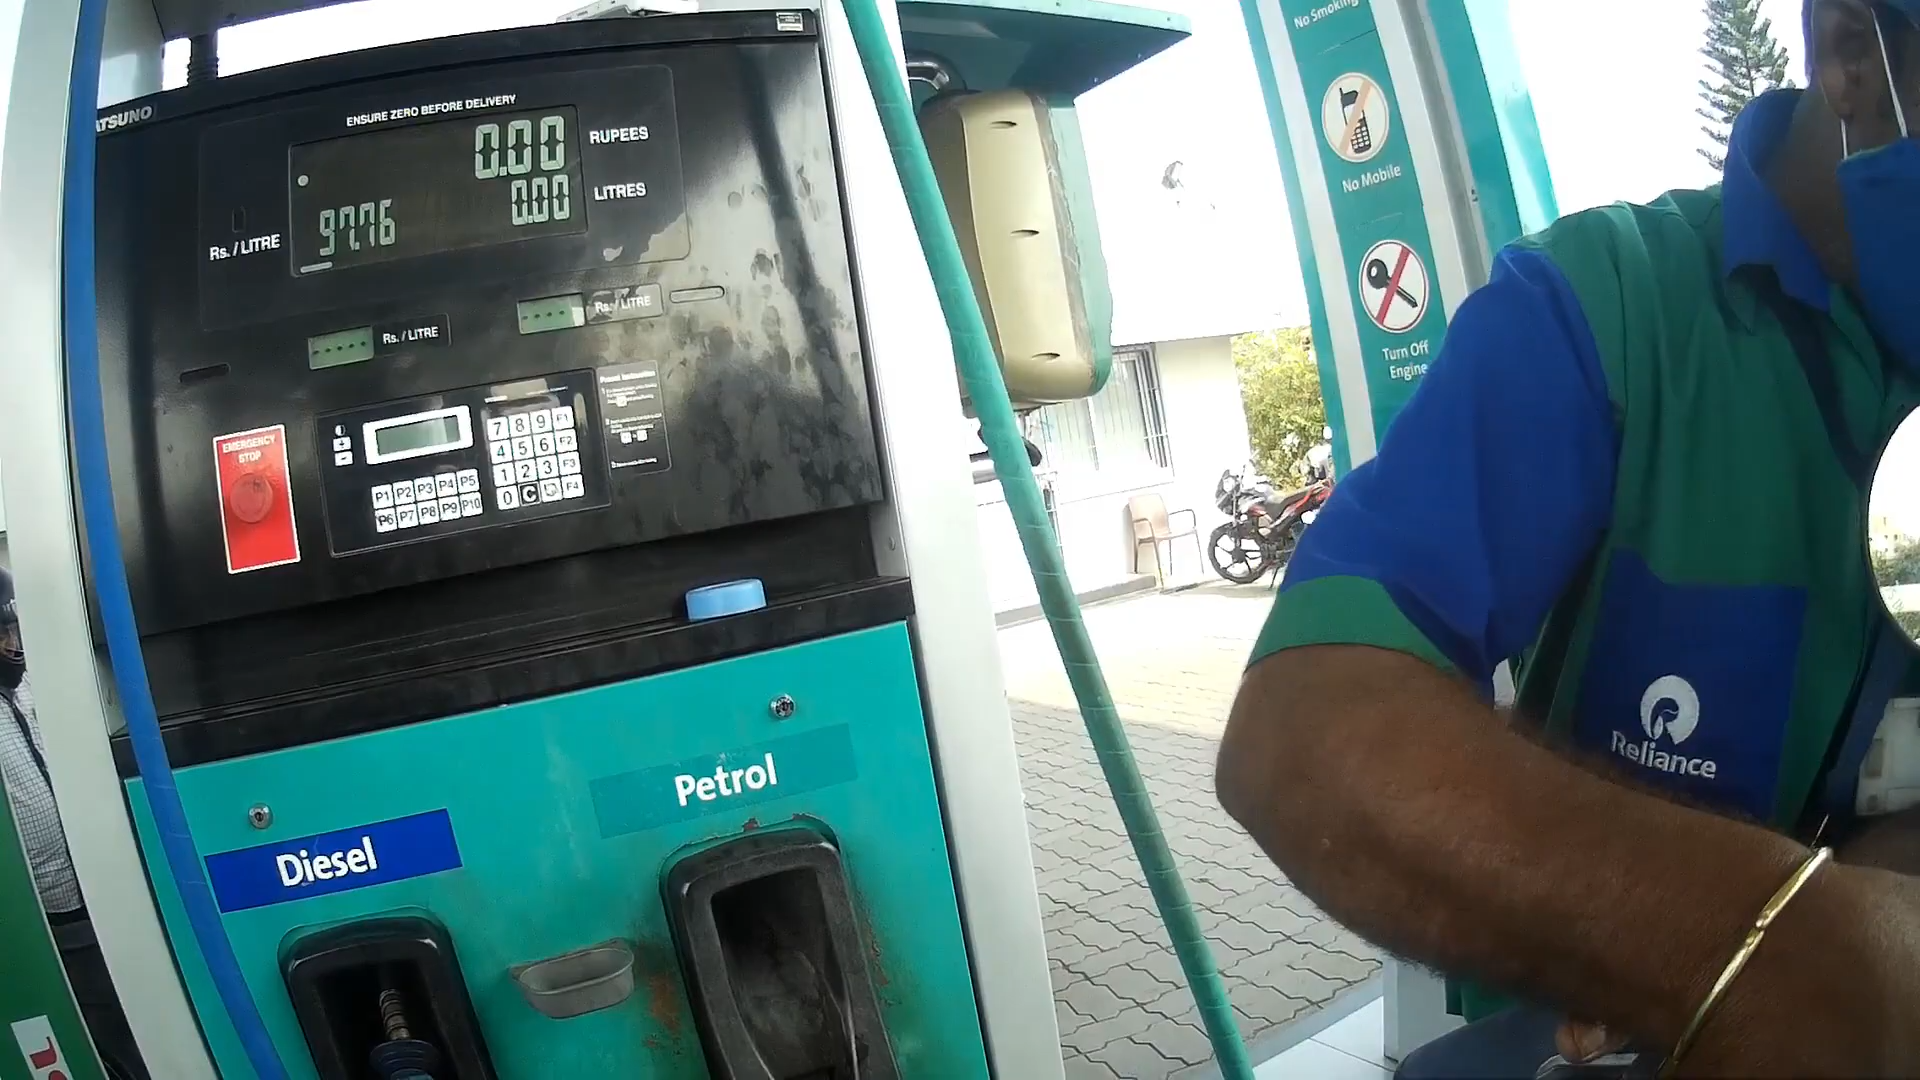 ATSUNO
ENSURE ZERO BEFORE DELIVERY
0.00 RUPEES
0.00 LITRES
Rs. / LITRE 97.76
Rs. / LITRE
Rs. / LITRE
EMERGENCY
STOP
7 8 9 F1
4 5 6 F2
1 2 3 F3
0 C F4
P1 P2 P3 P4 P5
P6 P7 P8 P9 P10
Petrol
Diesel
No Smoking
No Mobile
Turn Off
Engine
Reliance